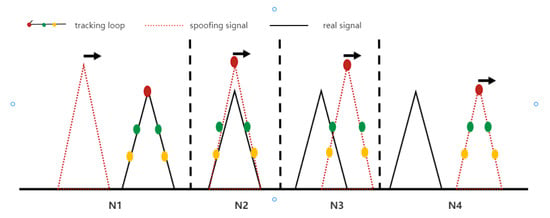 tracking loop spoofing signal real signal
N1 N2 N3 N4